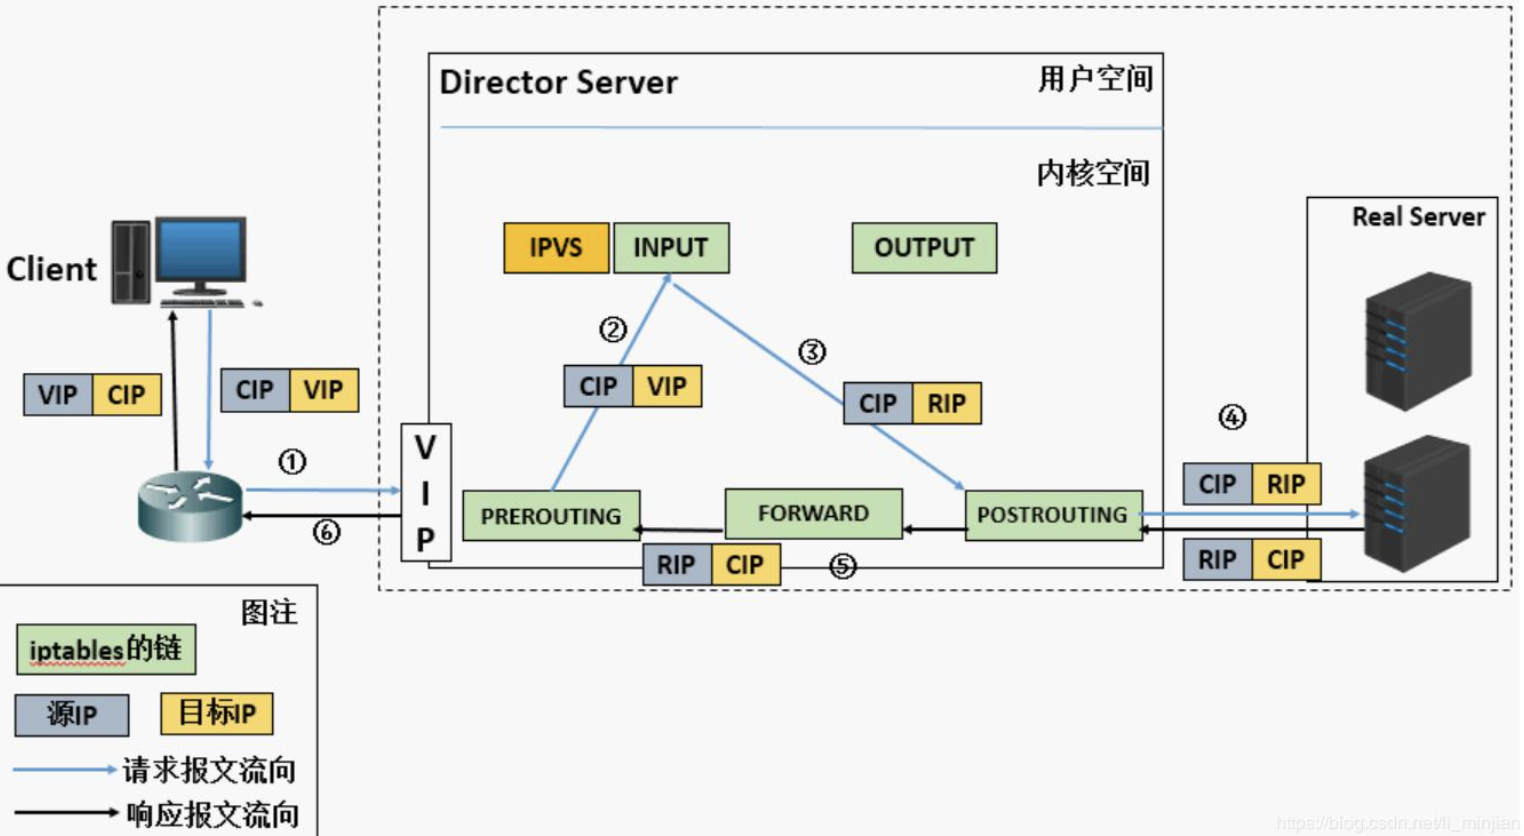 Director Server
用户空间
内核空间
IPVS
INPUT
OUTPUT
Real Server
Client
②
③
CIP VIP
CIP RIP
VIP CIP
CIP VIP
④
①
V
I
P
CIP RIP
PREROUTING
FORWARD
POSTROUTING
⑥
RIP CIP
⑤
RIP CIP
图注
iptables的链
源IP
目标IP
请求报文流向
响应报文流向
https://blog.csdn.net/li_minjian